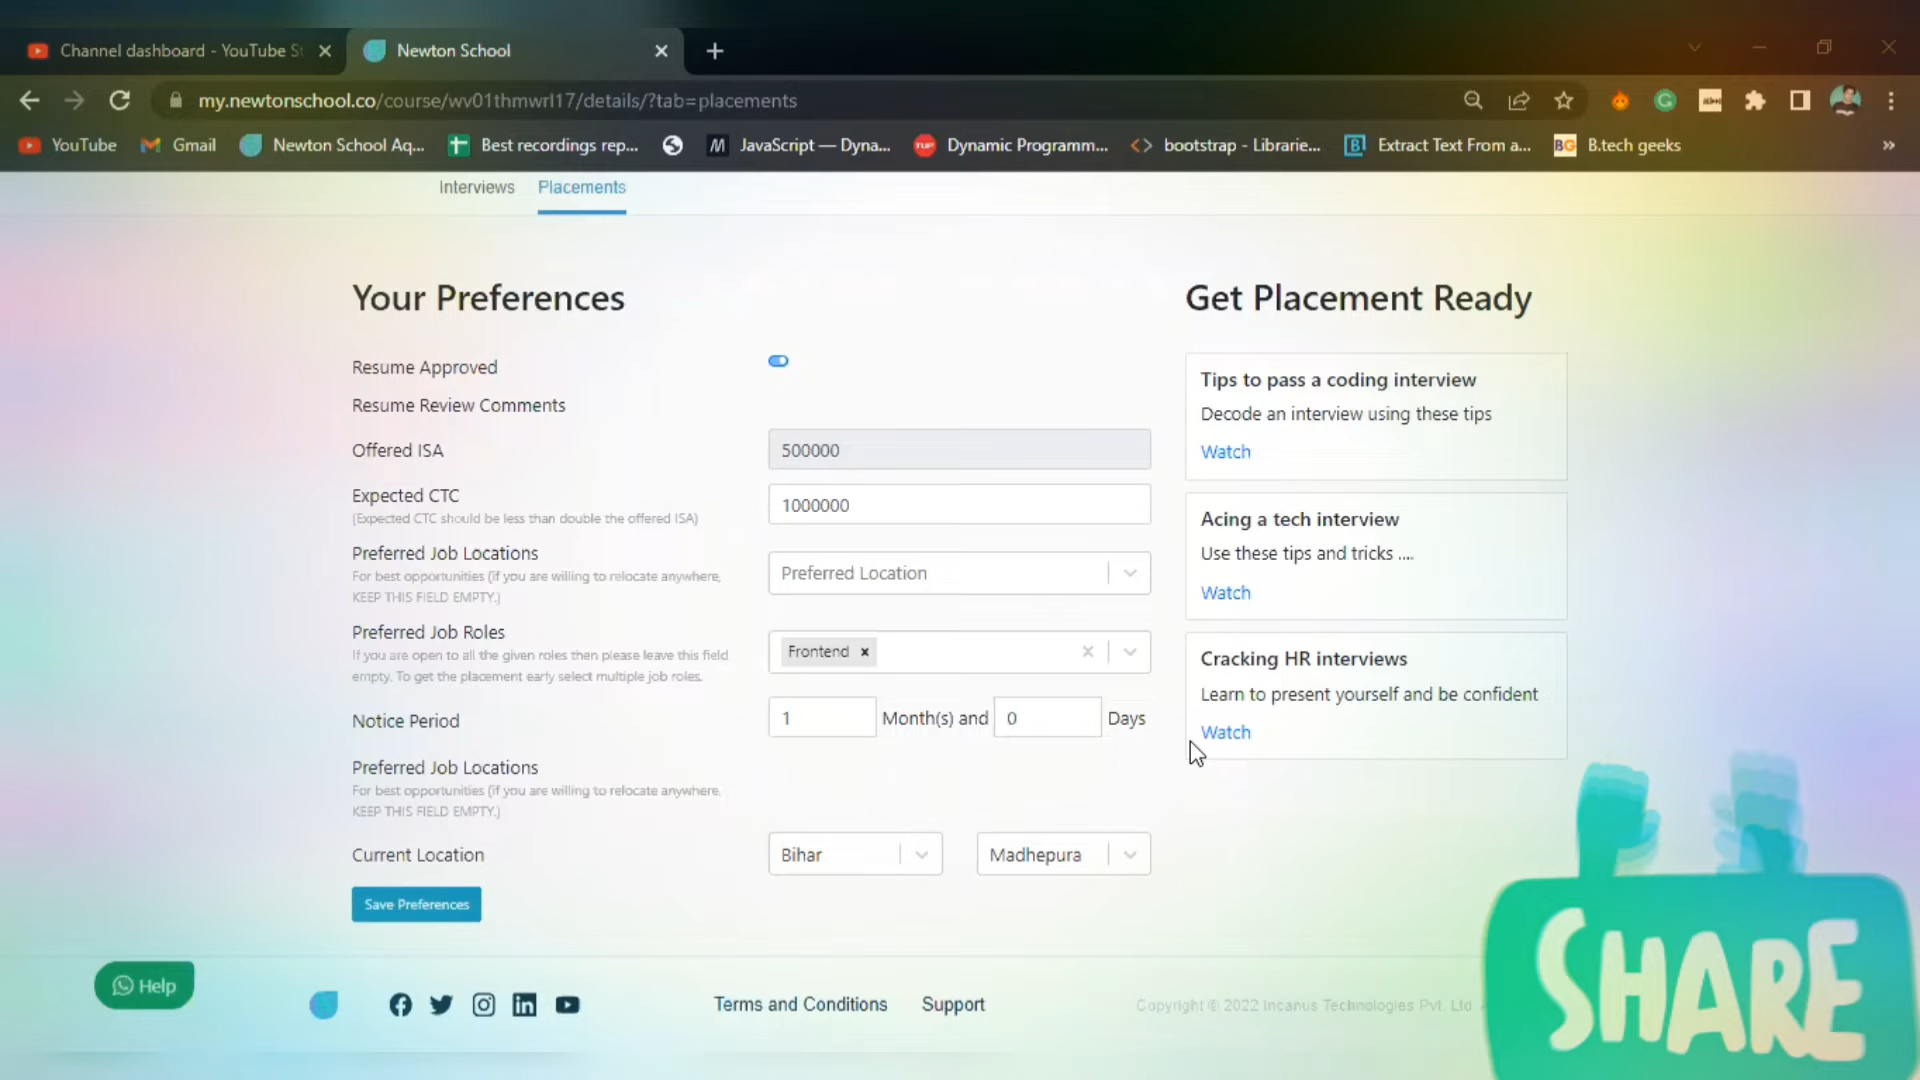 Channel dashboard - YouTube St
Newton School
my.newtonschool.co/course/wv01thmwrl17/details/?tab=placements
YouTube
Gmail
Newton School Aq...
Best recordings rep...
JavaScript — Dyna...
Dynamic Programm...
bootstrap - Librarie...
Extract Text From a...
BG B.tech geeks
Interviews
Placements
Your Preferences
Resume Approved
Resume Review Comments
Offered ISA
500000
Expected CTC
(Expected CTC should be less than double the offered ISA)
1000000
Preferred Job Locations
For best opportunities (if you are willing to relocate anywhere,
KEEP THIS FIELD EMPTY.)
Preferred Location
Preferred Job Roles
If you are open to all the given roles then please leave this field
empty. To get the placement early select multiple job roles.
Frontend
Notice Period
1 Month(s) and 0 Days
Preferred Job Locations
For best opportunities (if you are willing to relocate anywhere,
KEEP THIS FIELD EMPTY.)
Current Location
Bihar
Madhepura
Save Preferences
Get Placement Ready
Tips to pass a coding interview
Decode an interview using these tips
Watch
Acing a tech interview
Use these tips and tricks ....
Watch
Cracking HR interviews
Learn to present yourself and be confident
Watch
Help
Terms and Conditions
Support
Copyright © 2022 Incanus Technologies Pvt. Ltd
SHARE